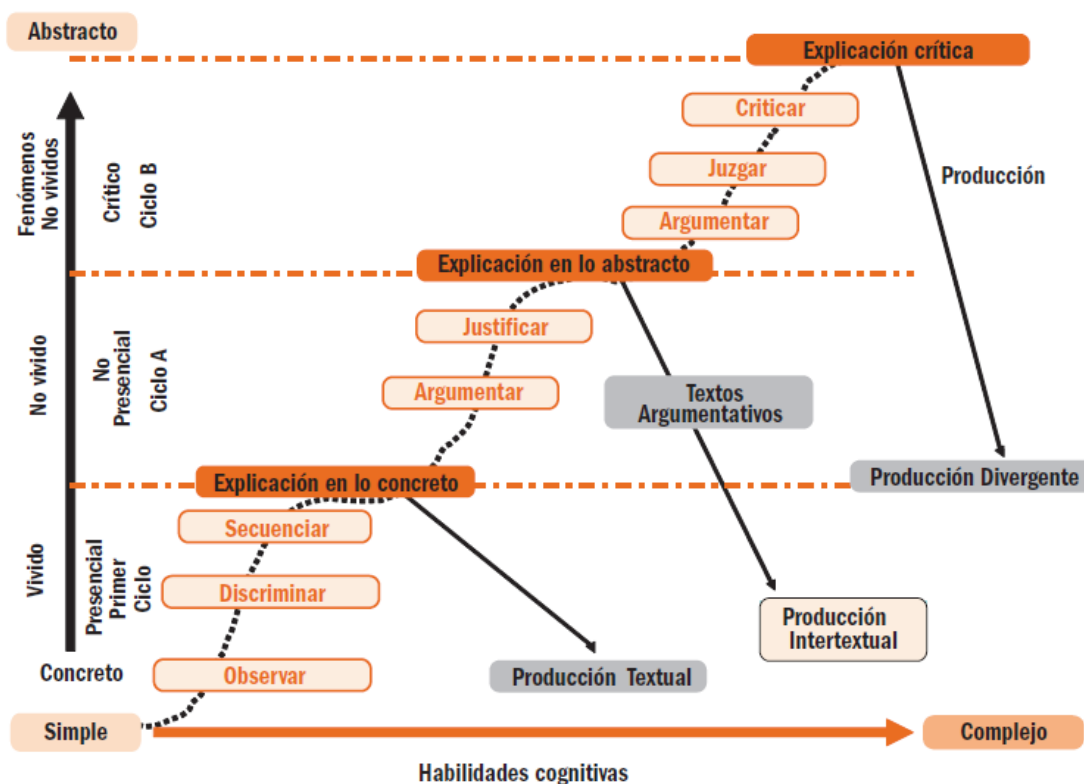 Abstracto
Explicación crítica
Criticar
Juzgar
Argumentar
Producción
Fenómenos
No vividos
Crítico
Ciclo B
Explicación en lo abstracto
Justificar
Argumentar
No vivido
No
Presencial
Ciclo A
Textos
Argumentativos
Explicación en lo concreto
Producción Divergente
Secuenciar
Discriminar
Observar
Vivido
Presencial
Primer
Ciclo
Producción
Intertextual
Producción Textual
Concreto
Simple
Complejo
Habilidades cognitivas